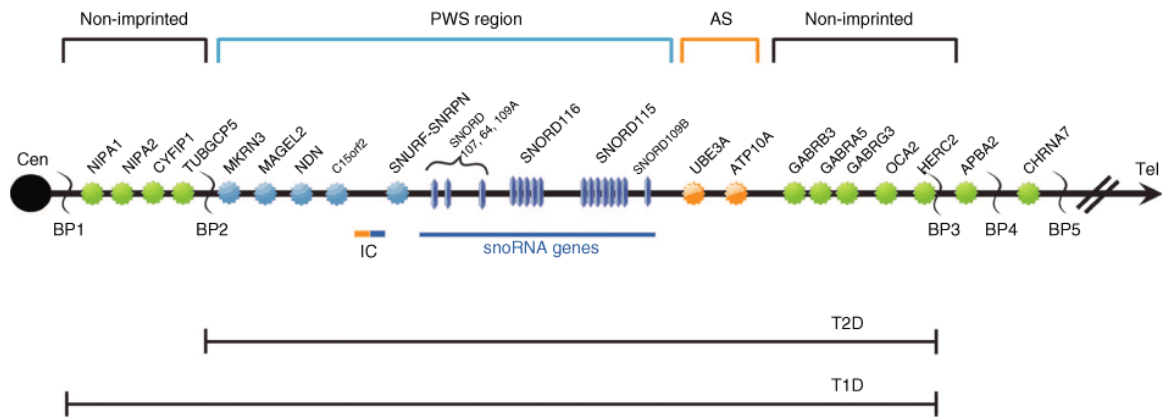 Non-imprinted PWS region AS Non-imprinted
Cen
NIPA1
NIPA2
CYFIP1
TUBGCP5
MKRN3
MAGEL2
NDN
C15orf2
SNURF-SNRPN
SNORD
107, 64, 109A
SNORD116
SNORD115
SNORD109B
UBE3A
ATP10A
GABRB3
GABRA5
GABRG3
OCA2
HERC2
APBA2
CHRNA7
Tel
BP1 BP2 BP3 BP4 BP5
IC snoRNA genes
T2D
T1D